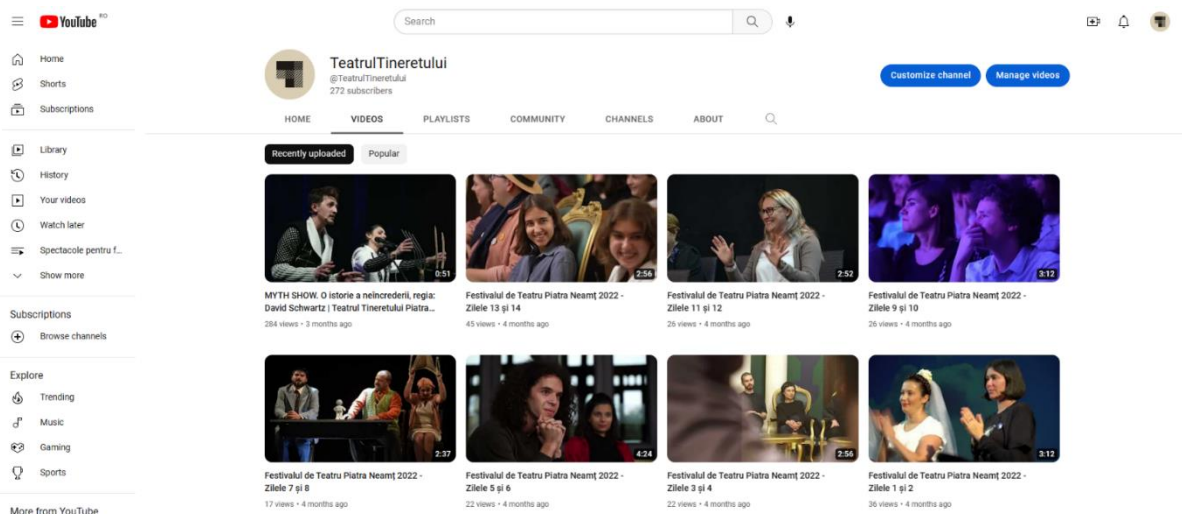 YouTube RO
Search
Home
Shorts
Subscriptions
Library
History
Your videos
Watch later
Spectacole pentru f...
Show more
Subscriptions
Browse channels
Explore
Trending
Music
Gaming
Sports
More from YouTube
TeatrulTineretului
@TeatrulTineretului
272 subscribers
Customize channel
Manage videos
HOME VIDEOS PLAYLISTS COMMUNITY CHANNELS ABOUT
Recently uploaded
Popular
0:51
MYTH SHOW. O istorie a neîncrederii, regia:
David Schwartz | Teatrul Tineretului Piatra...
284 views • 3 months ago
2:56
Festivalul de Teatru Piatra Neamț 2022 -
Zilele 13 și 14
45 views • 4 months ago
2:52
Festivalul de Teatru Piatra Neamț 2022 -
Zilele 11 și 12
26 views • 4 months ago
3:12
Festivalul de Teatru Piatra Neamț 2022 -
Zilele 9 și 10
26 views • 4 months ago
2:37
Festivalul de Teatru Piatra Neamț 2022 -
Zilele 7 și 8
17 views • 4 months ago
4:24
Festivalul de Teatru Piatra Neamț 2022 -
Zilele 5 și 6
22 views • 4 months ago
2:56
Festivalul de Teatru Piatra Neamț 2022 -
Zilele 3 și 4
22 views • 4 months ago
3:12
Festivalul de Teatru Piatra Neamț 2022 -
Zilele 1 și 2
36 views • 4 months ago